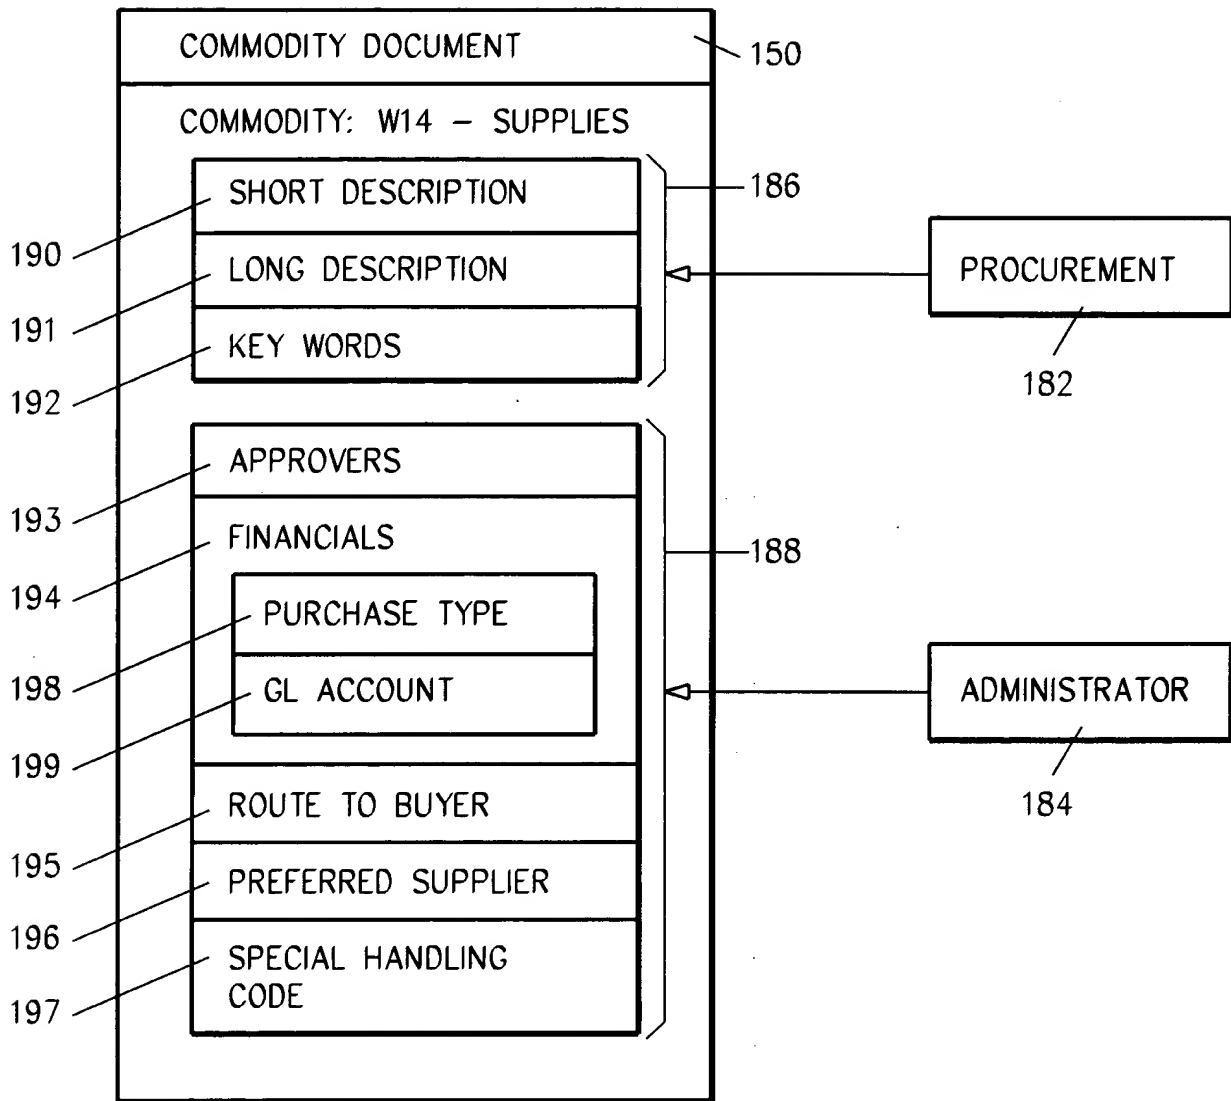 COMMODITY DOCUMENT
150
COMMODITY: W14 – SUPPLIES
SHORT DESCRIPTION
186
190
LONG DESCRIPTION
PROCUREMENT
191
KEY WORDS
182
192
APPROVERS
193
FINANCIALS
188
194
PURCHASE TYPE
198
GL ACCOUNT
ADMINISTRATOR
199
184
ROUTE TO BUYER
195
PREFERRED SUPPLIER
196
SPECIAL HANDLING
CODE
197